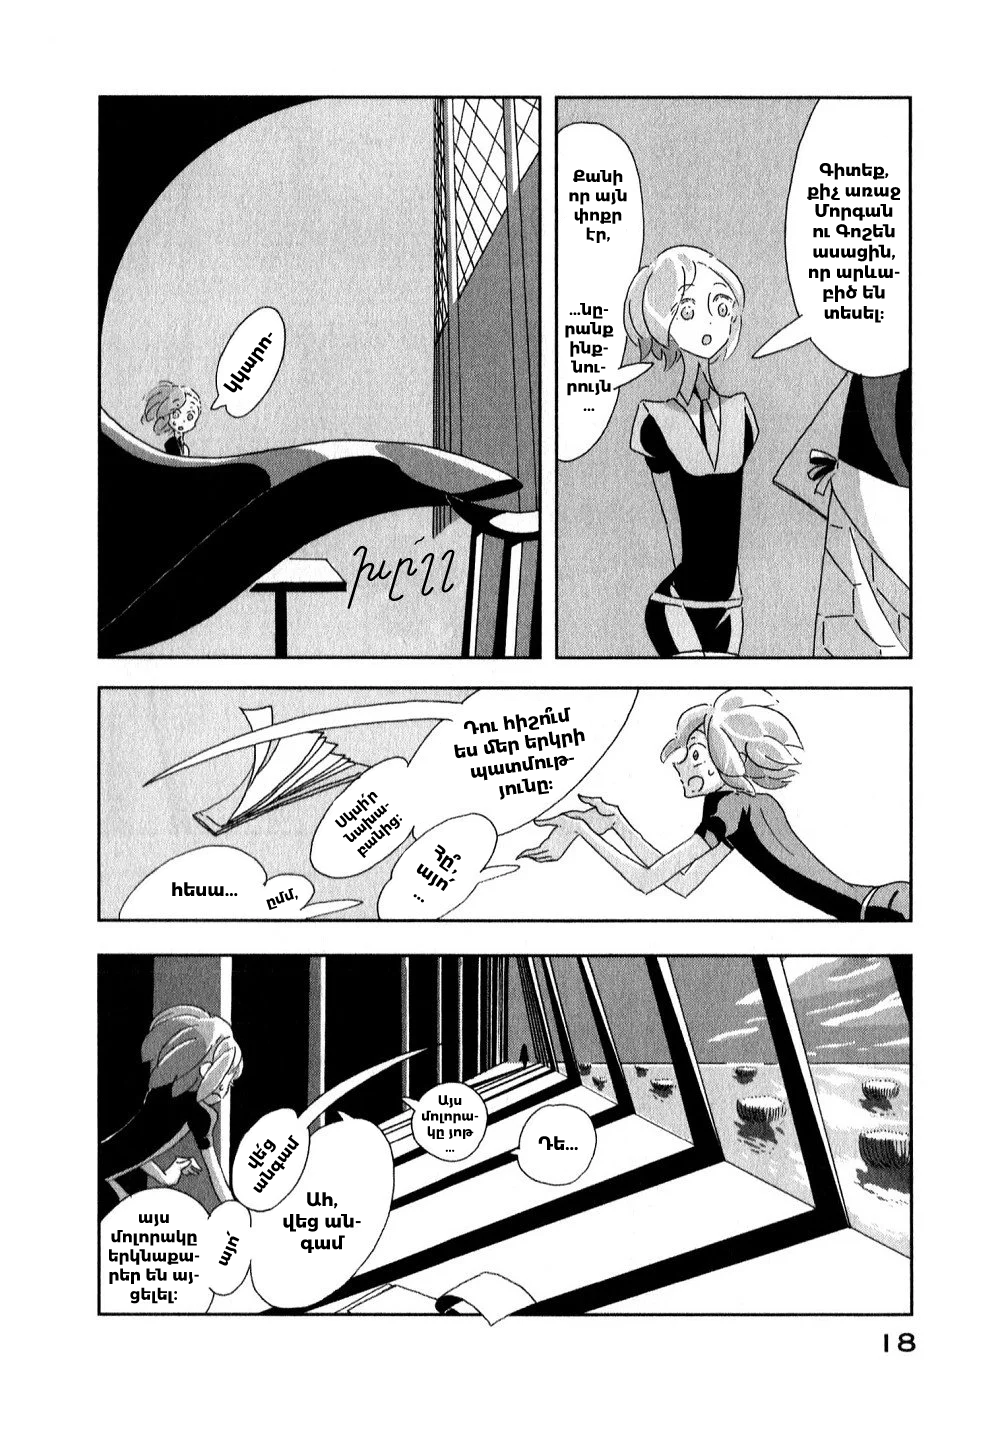 Գիտեք,
քիչ առաջ
Մորգան
ու Գոշեն
ասացին,
որ արևա-
բիծ են
տեսել։
Քանի
որ այն
փոքր
էր,
...նը-
րանք
ինք-
նու-
րույն
...
կկարո-
խը՜լլ
Դու հիշո՞ւմ
ես մեր երկրի
պատմութ-
յունը։
Սկսի՛ր
նախա-
բանից։
Հը՞,
այո՛
...
ըմմ,
հեսա...
Դե...
Այս
մոլորա-
կը յոթ
...
վե՛ց
անգամ
Ահ,
վեց ան-
գամ
այո՛
այս
մոլորակը
երկնաքա-
րեր են այ-
ցելել։
18